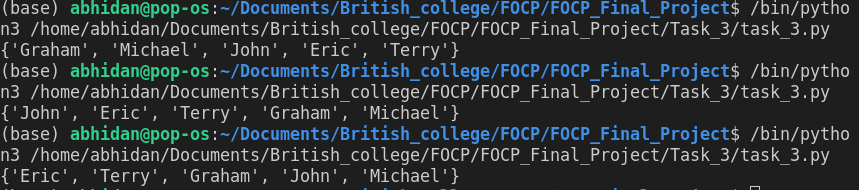 (base) abhidan@pop-os:~/Documents/British_college/FOCP/FOCP_Final_Project$ /bin/pytho
n3 /home/abhidan/Documents/British_college/FOCP/FOCP_Final_Project/Task_3/task_3.py
{'Graham', 'Michael', 'John', 'Eric', 'Terry'}
(base) abhidan@pop-os:~/Documents/British_college/FOCP/FOCP_Final_Project$ /bin/pytho
n3 /home/abhidan/Documents/British_college/FOCP/FOCP_Final_Project/Task_3/task_3.py
{'John', 'Eric', 'Terry', 'Graham', 'Michael'}
(base) abhidan@pop-os:~/Documents/British_college/FOCP/FOCP_Final_Project$ /bin/pytho
n3 /home/abhidan/Documents/British_college/FOCP/FOCP_Final_Project/Task_3/task_3.py
{'Eric', 'Terry', 'Graham', 'John', 'Michael'}